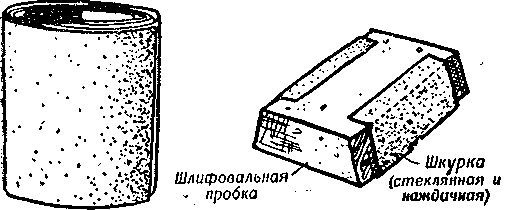 Шлифовальная
пробка
Шкурка
(стеклянная и
наждачная)